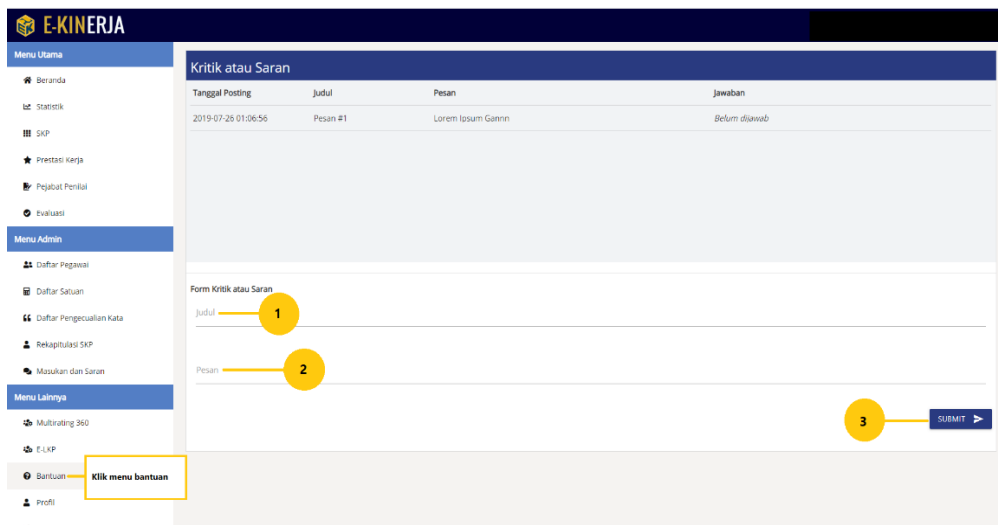 E-KINERJA
Menu Utama
Beranda
Statistik
SKP
Prestasi Kerja
Pejabat Penilai
Evaluasi
Menu Admin
Daftar Pegawai
Daftar Satuan
Daftar Pengecualian Kata
Rekapitulasi SKP
Masukan dan Saran
Menu Lainnya
Multirating 360
E-LKP
Bantuan
Klik menu bantuan
Profil
Kritik atau Saran
Tanggal Posting Judul Pesan Jawaban
2019-07-26 01:06:56 Pesan #1 Lorem Ipsum Gannn Belum dijawab
Form Kritik atau Saran
Judul 1
Pesan 2
3 SUBMIT